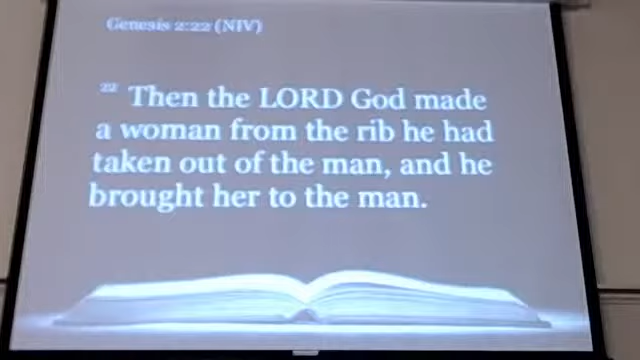 Genesis 2:22 (NIV)
22 Then the LORD God made
a woman from the rib he had
taken out of the man, and he
brought her to the man.